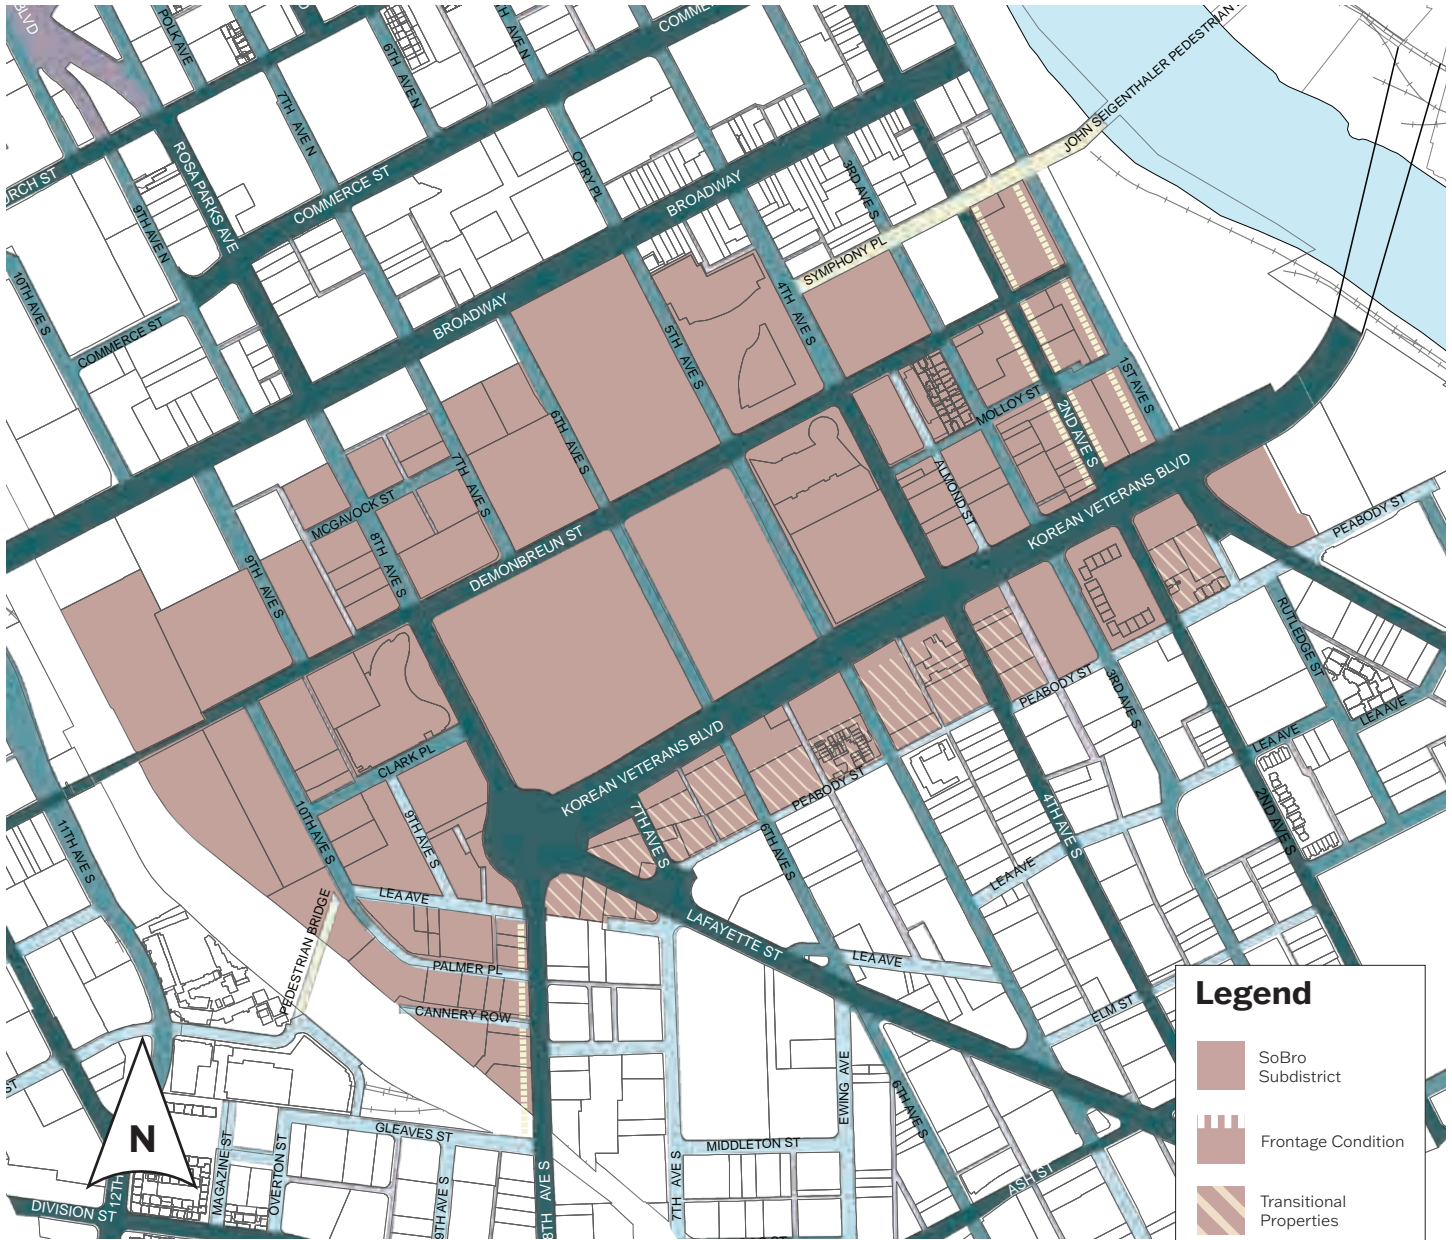 BLVD
POLK AVE
6TH AVE N
AVE N
COMME
7TH AVE N
JOHN SEIGENTHALER PEDESTRIAN
URCH ST
ROSA PARKS AVE
9TH AVE N
COMMERCE ST
OPRY PL
BROADWAY
3RD AVE S
SYMPHONY PL
10TH AVE S
COMMERCE ST
BROADWAY
5TH AVE S
4TH AVE S
1ST AVE S
2ND AVE S
MOLLOY ST
6TH AVE S
7TH AVE S
MCGAVOCK ST
8TH AVE S
9TH AVE S
DEMONBREUN ST
ALMOND ST
KOREAN VETERANS BLVD
PEABODY ST
RUTLEDGE ST
PEABODY ST
3RD AVE S
LEA AVE
LEA AVE
CLARK PL
KOREAN VETERANS BLVD
PEABODY ST
10TH AVE S
9TH AVE S
7TH AVE S
6TH AVE S
4TH AVE S
2ND AVE S
11TH AVE S
LEA AVE
LEA AVE
PEDESTRIAN BRIDGE
LAFAYETTE ST
LEA AVE
PALMER PL
CANNERY ROW
ELM ST
ST
EWING AVE
6TH AVE S
GLEAVES ST
MIDDLETON ST
MAGAZINE ST
OVERTON ST
9TH AVE S
8TH AVE S
7TH AVE S
ASH ST
DIVISION ST
12TH
N
Legend
SoBro
Subdistrict
Frontage Condition
Transitional
Properties